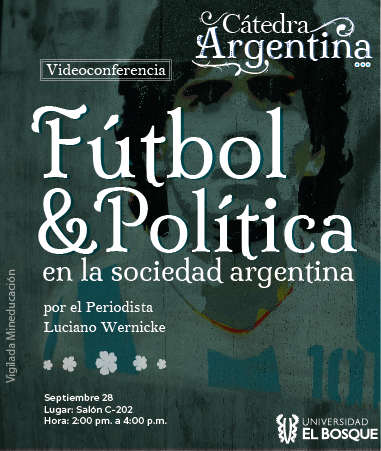 Cátedra
Argentina
Videoconferencia
Fútbol
&Política
en la sociedad argentina
por el Periodista
Luciano Wernicke
Vigilada Mineducación
Septiembre 28
Lugar: Salón C-202
Hora: 2:00 pm. a 4:00 p.m.
10
UNIVERSIDAD
EL BOSQUE